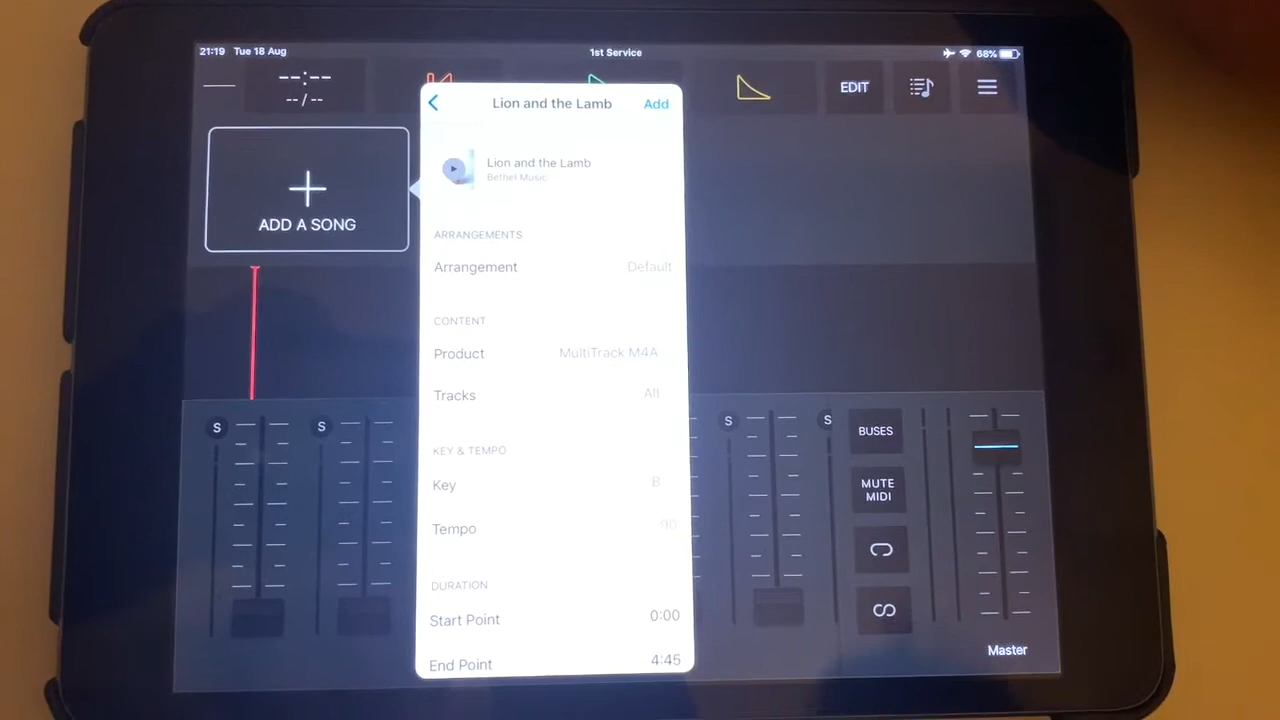 21:19 Tue 18 Aug
1st Service
68%
--:--
-- / --
EDIT
Lion and the Lamb
Add
Lion and the Lamb
Bethel Music
ADD A SONG
ARRANGEMENTS
Arrangement Default
CONTENT
Product MultiTrack M4A
Tracks All
KEY & TEMPO
Key B
Tempo 90
DURATION
Start Point 0:00
End Point 4:45
S
S
S
S
BUSES
MUTE
MIDI
Master